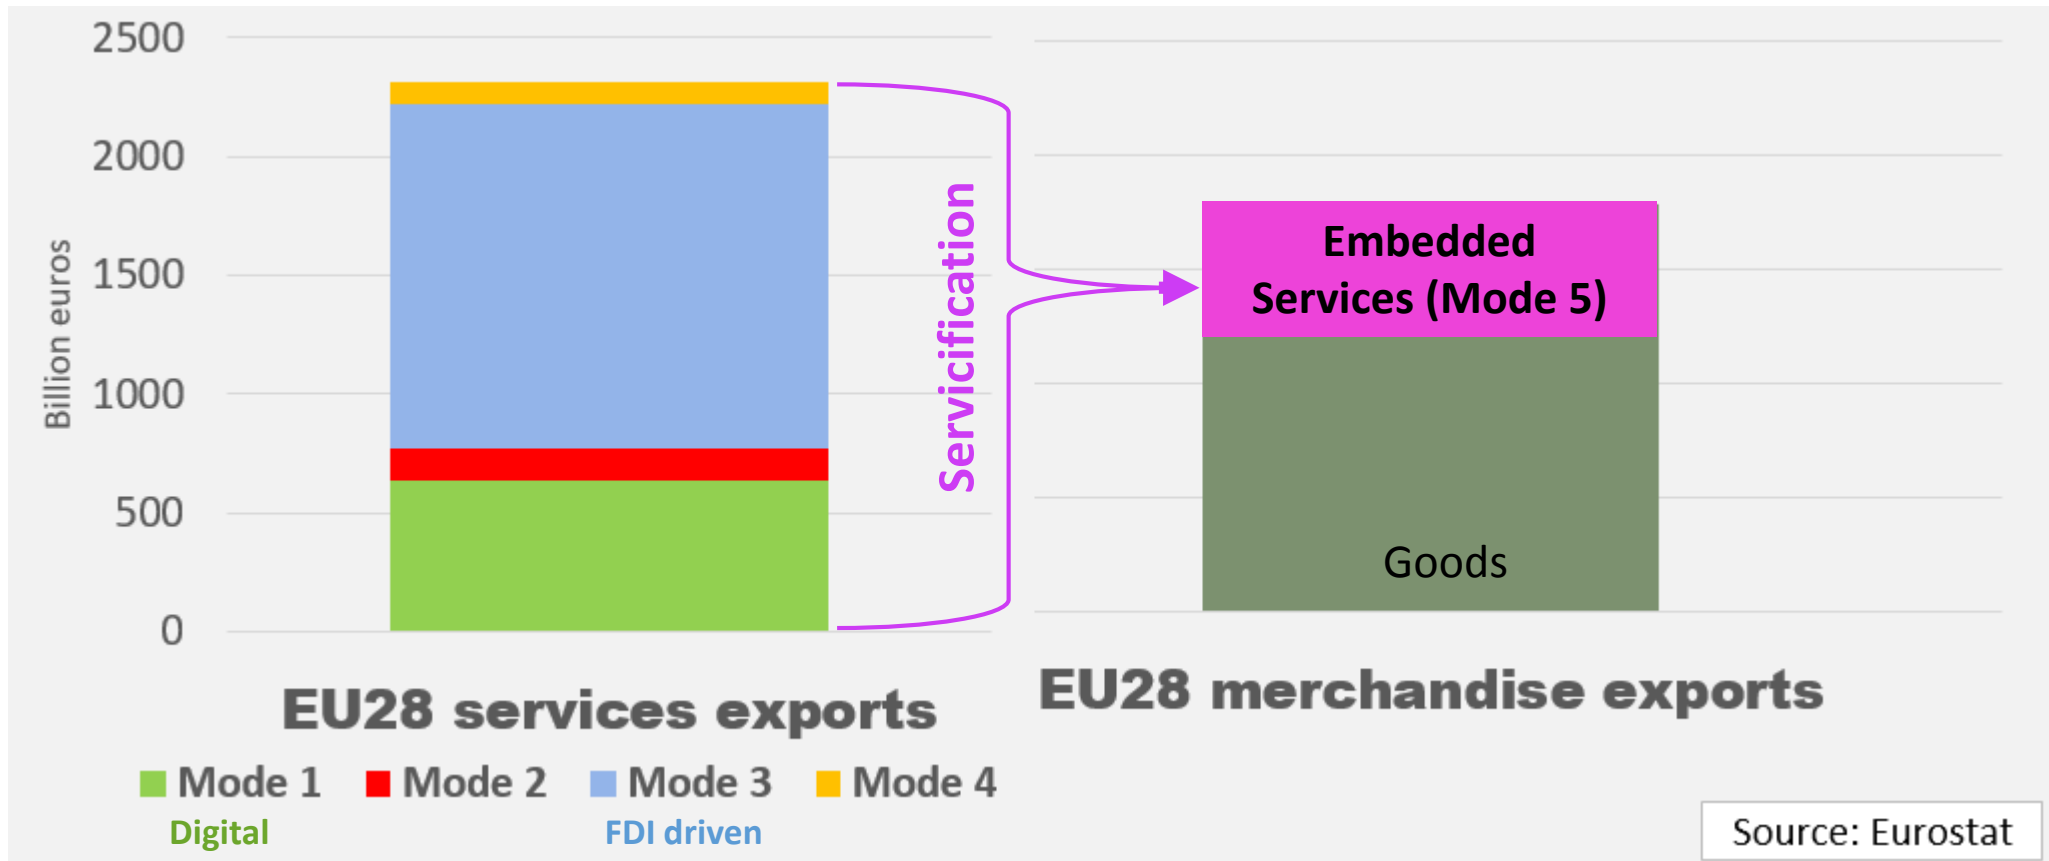 2500
2000
1500
1000
500
0
Billion euros
Servicification
Embedded
Services (Mode 5)
Goods
EU28 services exports
EU28 merchandise exports
Mode 1 Mode 2 Mode 3 Mode 4
Digital FDI driven
Source: Eurostat